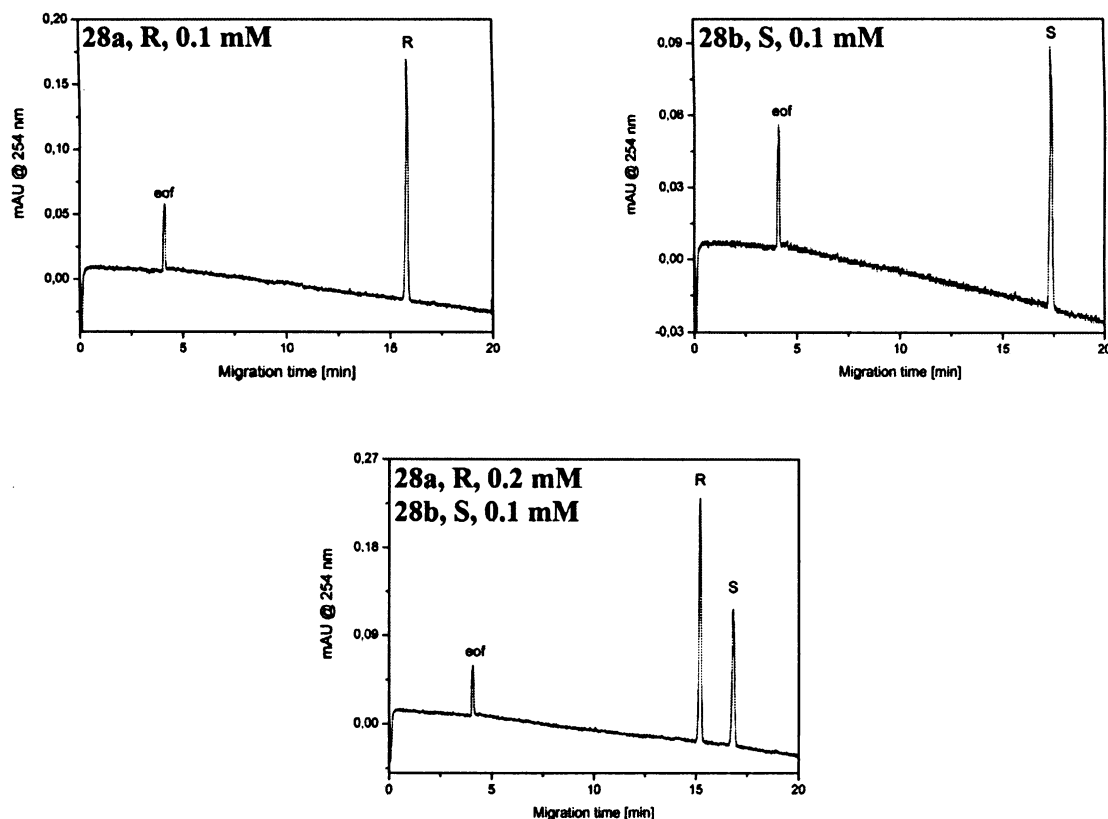 28a, R, 0.1 mM
R
eof
mAU @ 254 nm
0,20
0,15
0,10
0,05
0,00
0 5 10 15 20
Migration time [min]
28b, S, 0.1 mM
S
eof
mAU @ 254 nm
0,09
0,06
0,03
0,00
-0,03
0 5 10 15 20
Migration time [min]
28a, R, 0.2 mM
28b, S, 0.1 mM
R
S
eof
mAU @ 254 nm
0,27
0,18
0,09
0,00
0 5 10 15 20
Migration time [min]